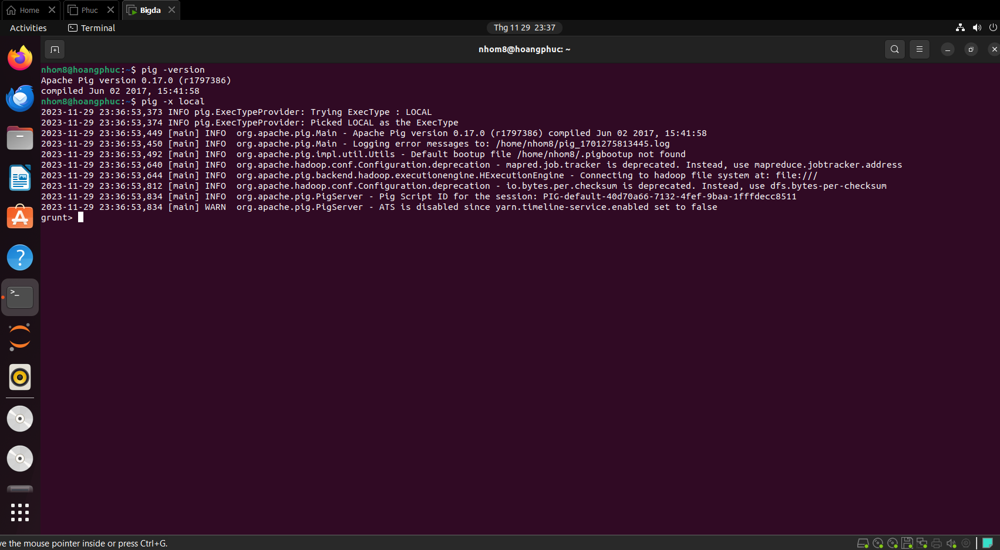 Home
Phuc
Bigda
Activities
Terminal
Thg 11 29 23:37
nhom8@hoangphuc: ~
nhom8@hoangphuc:~$ pig -version
Apache Pig version 0.17.0 (r1797386)
compiled Jun 02 2017, 15:41:58
nhom8@hoangphuc:~$ pig -x local
2023-11-29 23:36:53,373 INFO pig.ExecTypeProvider: Trying ExecType : LOCAL
2023-11-29 23:36:53,374 INFO pig.ExecTypeProvider: Picked LOCAL as the ExecType
2023-11-29 23:36:53,449 [main] INFO  org.apache.pig.Main - Apache Pig version 0.17.0 (r1797386) compiled Jun 02 2017, 15:41:58
2023-11-29 23:36:53,450 [main] INFO  org.apache.pig.Main - Logging error messages to: /home/nhom8/pig_1701275813445.log
2023-11-29 23:36:53,492 [main] INFO  org.apache.pig.impl.util.Utils - Default bootup file /home/nhom8/.pigbootup not found
2023-11-29 23:36:53,640 [main] INFO  org.apache.hadoop.conf.Configuration.deprecation - mapred.job.tracker is deprecated. Instead, use mapreduce.jobtracker.address
2023-11-29 23:36:53,644 [main] INFO  org.apache.pig.backend.hadoop.executionengine.HExecutionEngine - Connecting to hadoop file system at: file:///
2023-11-29 23:36:53,812 [main] INFO  org.apache.hadoop.conf.Configuration.deprecation - io.bytes.per.checksum is deprecated. Instead, use dfs.bytes-per-checksum
2023-11-29 23:36:53,834 [main] INFO  org.apache.pig.PigServer - Pig Script ID for the session: PIG-default-40d70a66-7132-4fef-9baa-1fffdecc8511
2023-11-29 23:36:53,834 [main] WARN  org.apache.pig.PigServer - ATS is disabled since yarn.timeline-service.enabled set to false
grunt>
ve the mouse pointer inside or press Ctrl+G.